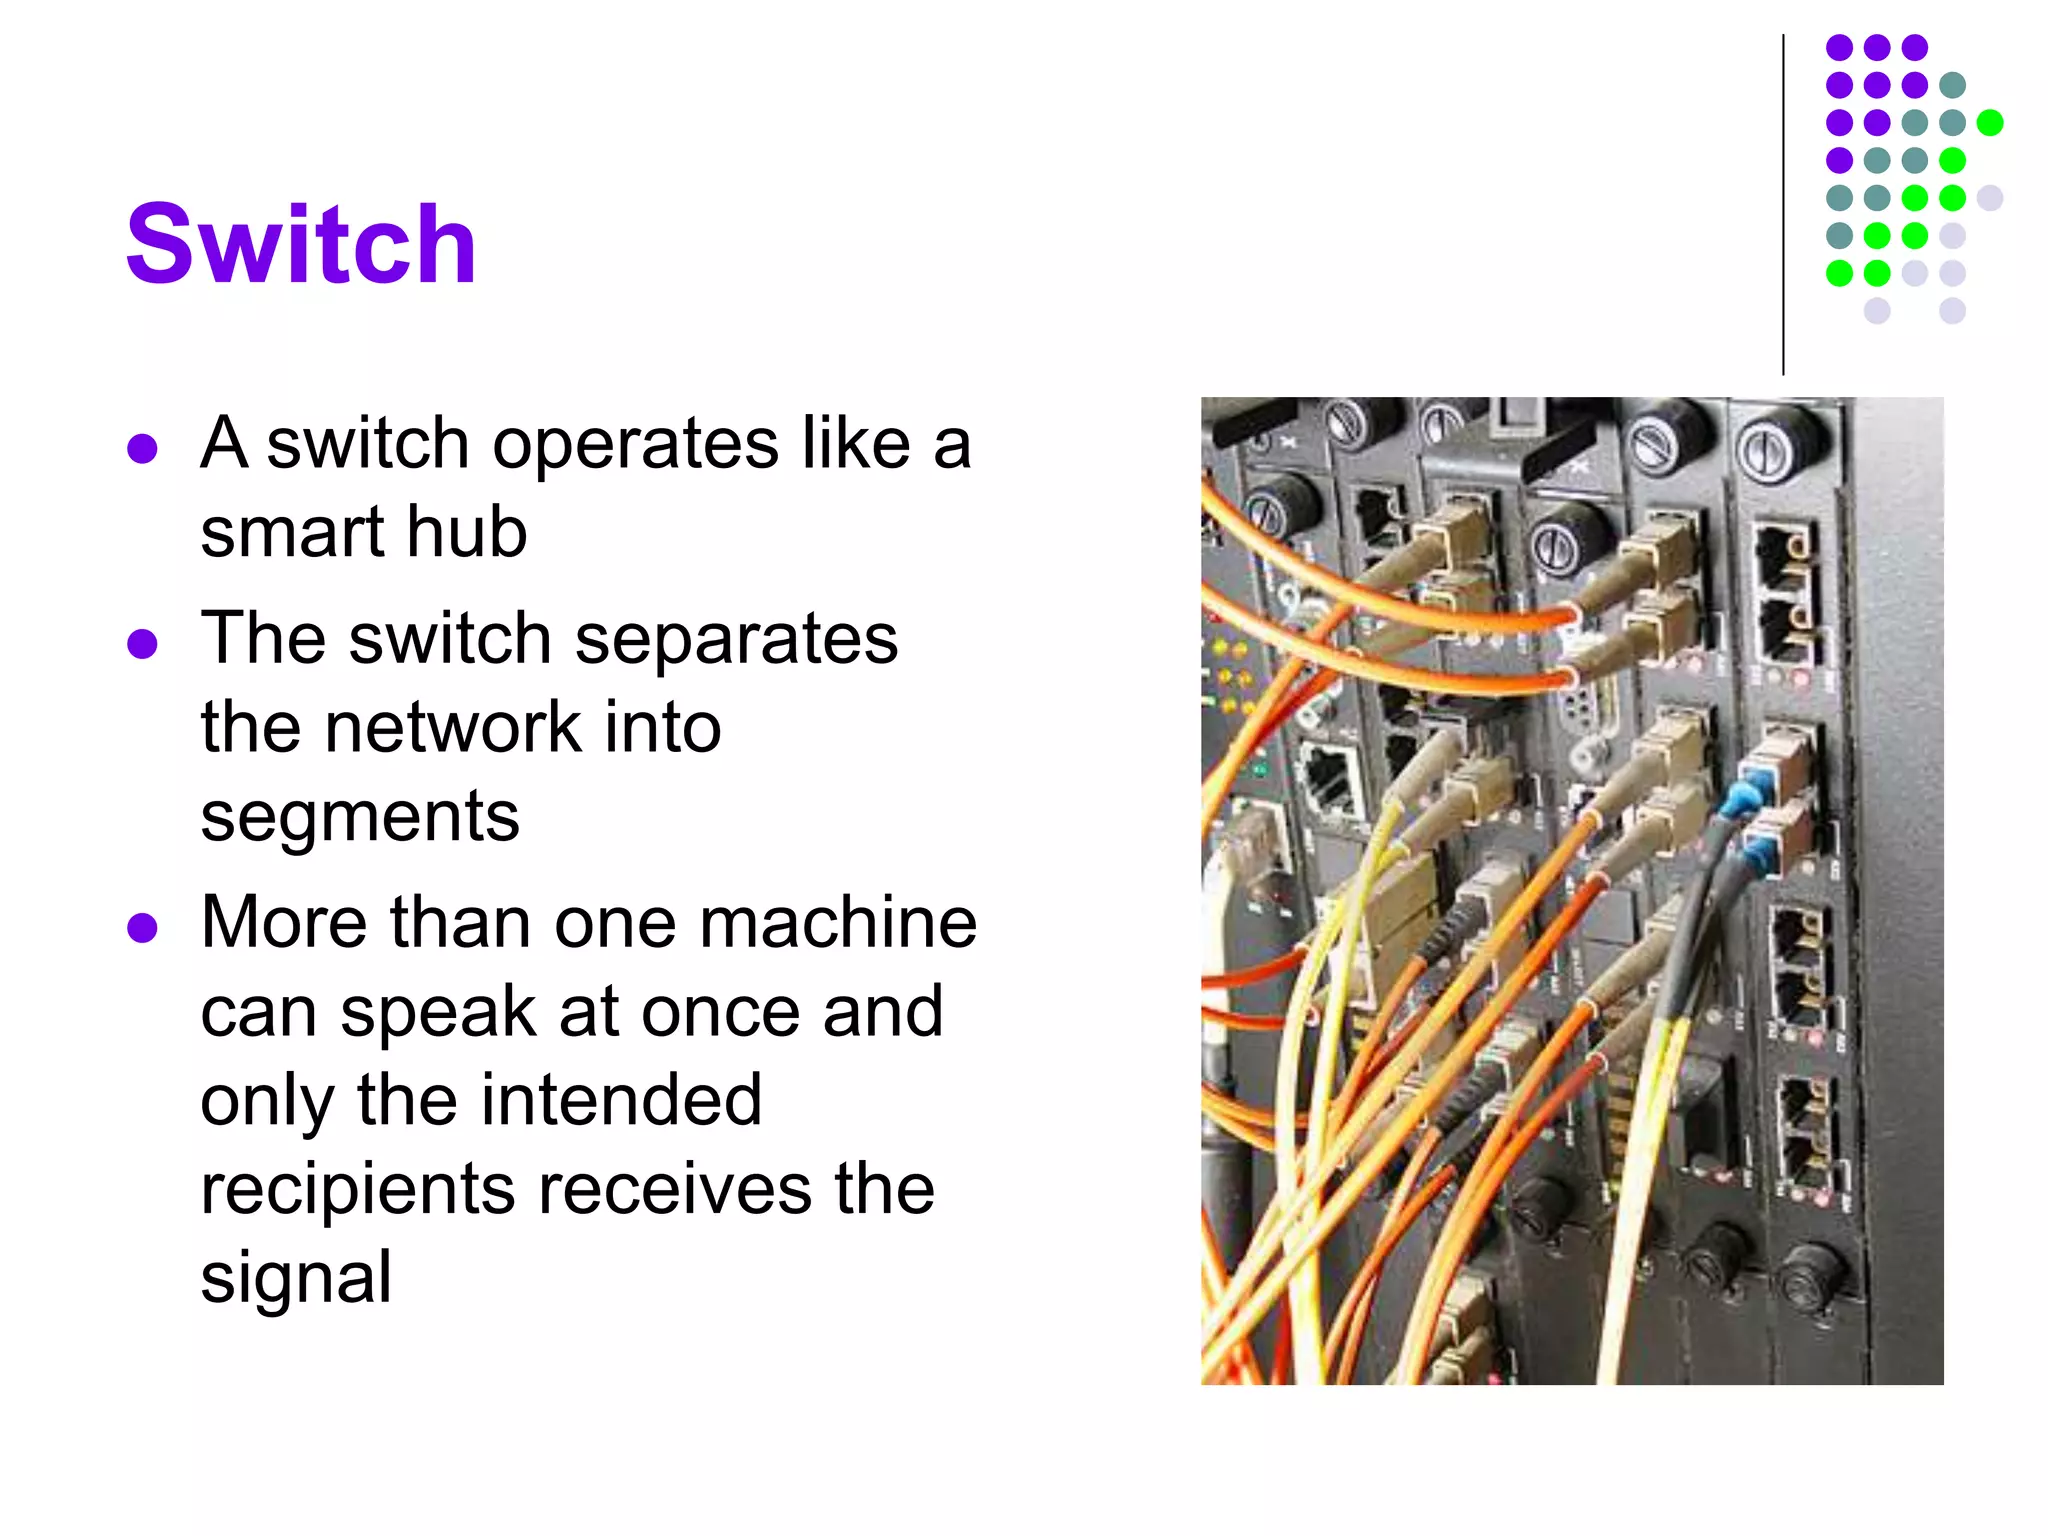 Switch
A switch operates like a
smart hub
The switch separates
the network into
segments
More than one machine
can speak at once and
only the intended
recipients receives the
signal